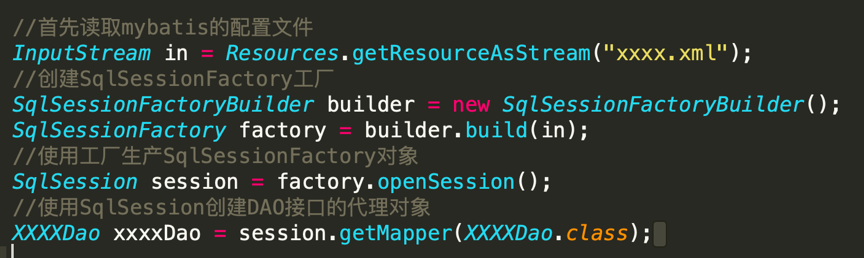 //首先读取mybatis的配置文件
InputStream in = Resources.getResourceAsStream("xxxx.xml");
//创建SqlSessionFactory工厂
SqlSessionFactoryBuilder builder = new SqlSessionFactoryBuilder();
SqlSessionFactory factory = builder.build(in);
//使用工厂生产SqlSessionFactory对象
SqlSession session = factory.openSession();
//使用SqlSession创建DAO接口的代理对象
XXXXDao xxxxDao = session.getMapper(XXXXDao.class);